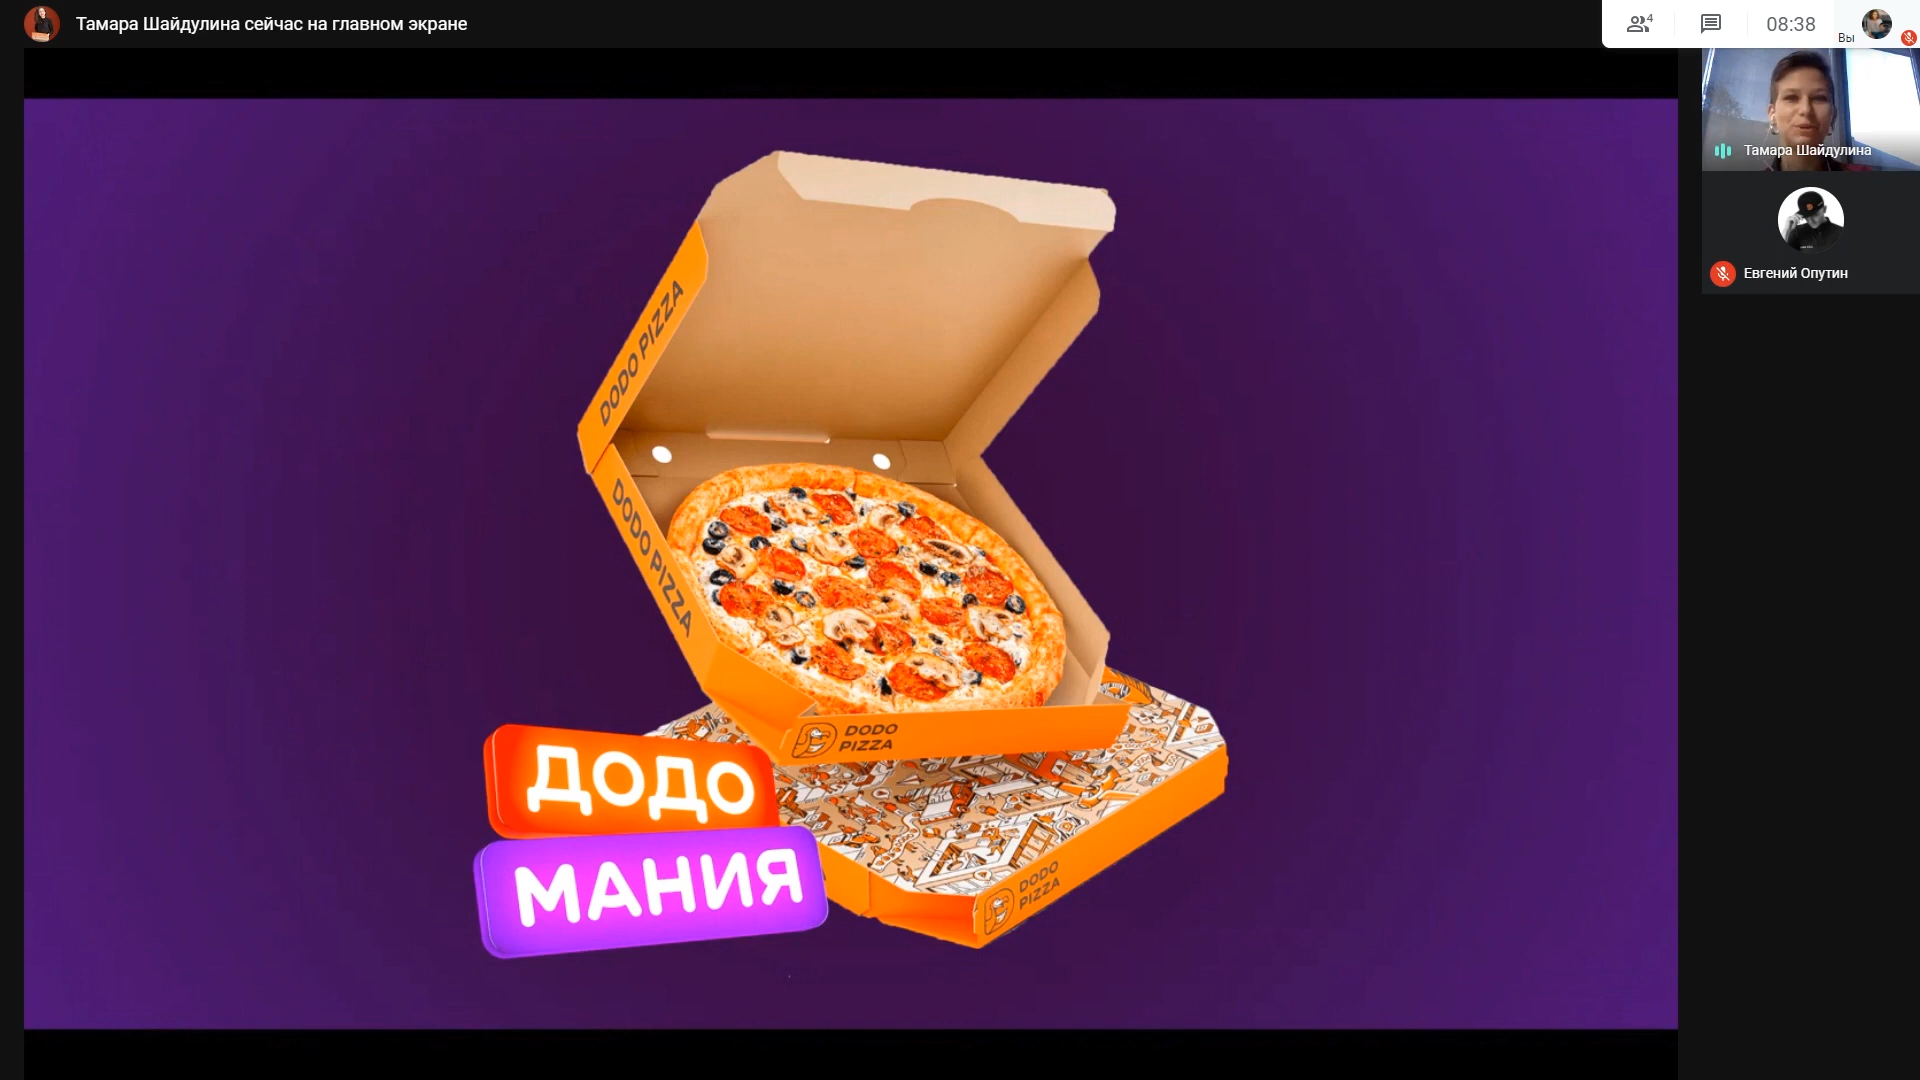 Тамара Шайдулина сейчас на главном экране
4
08:38
Вы
Тамара Шайдулина
Евгений Опутин
DODO PIZZA
DODO PIZZA
DODO
PIZZA
ДОДО
МАНИЯ
DODO
PIZZA